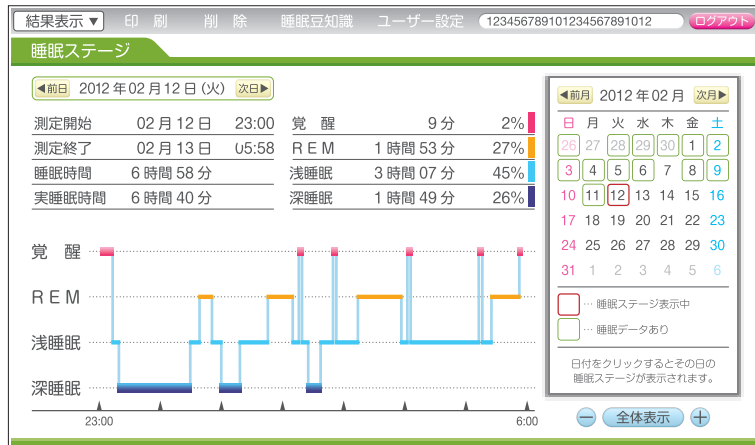 結果表示 ▼ 印 刷 削 除 睡眠豆知識 ユーザー設定 123456789101234567891012 ログアウト
睡眠ステージ
◀前日 2012 年 02 月 12 日 (火) 次日▶
測定開始 02 月 12 日 23:00
測定終了 02 月 13 日 05:58
睡眠時間 6 時間 58 分
実睡眠時間 6 時間 40 分
覚 醒 9 分 2%
R E M 1 時間 53 分 27%
浅睡眠 3 時間 07 分 45%
深睡眠 1 時間 49 分 26%
覚 醒
R E M
浅睡眠
深睡眠
23:00 6:00
◀前月 2012 年 02 月 次月▶
日 月 火 水 木 金 土
26 27 28 29 30 1 2
3 4 5 6 7 8 9
10 11 12 13 14 15 16
17 18 19 20 21 22 23
24 25 26 27 28 29 30
31 1 2 3 4 5 6
… 睡眠ステージ表示中
… 睡眠データあり
日付をクリックするとその日の
睡眠ステージが表示されます。
− 全体表示 +